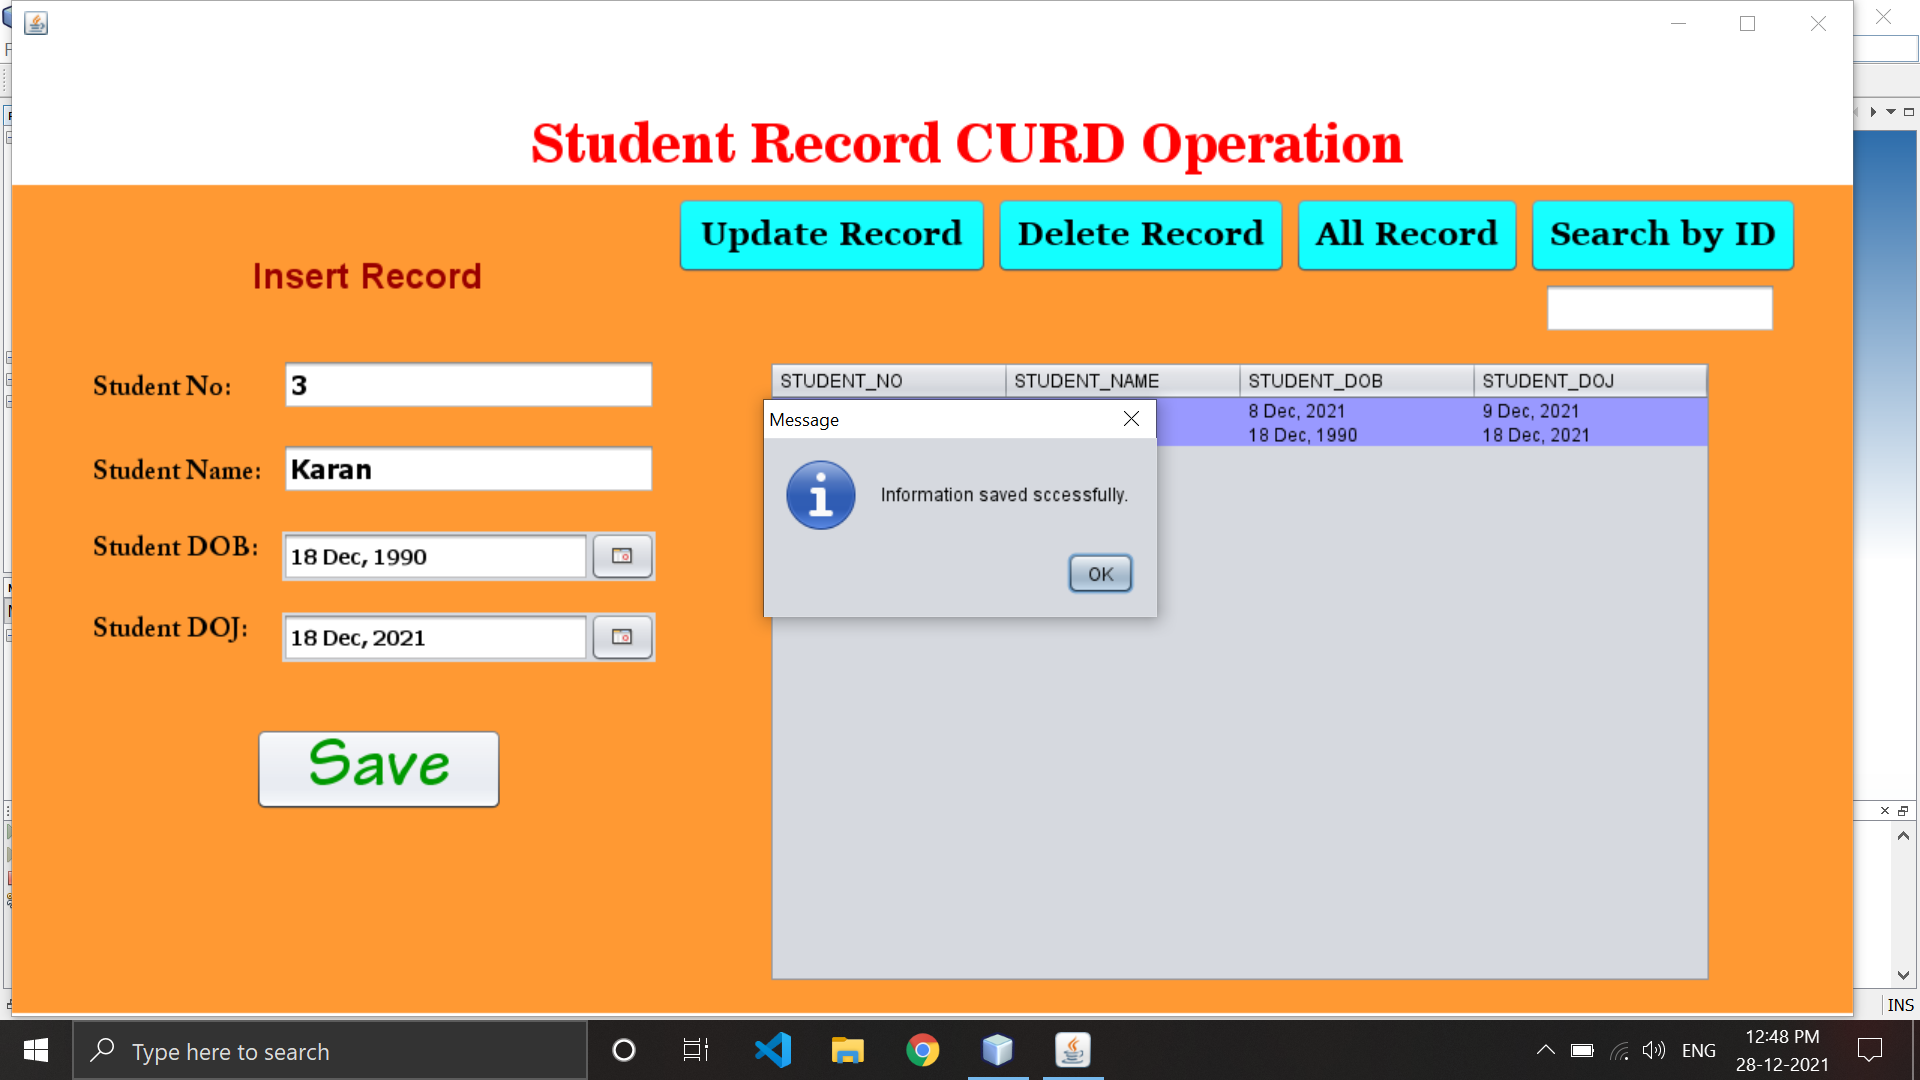 Student Record CURD Operation
Update Record
Delete Record
All Record
Search by ID
Insert Record
Student No:
3
Student Name:
Karan
Student DOB:
18 Dec, 1990
Student DOJ:
18 Dec, 2021
Save
STUDENT_NO STUDENT_NAME STUDENT_DOB STUDENT_DOJ
8 Dec, 2021 9 Dec, 2021
18 Dec, 1990 18 Dec, 2021
Message
Information saved sccessfully.
OK
INS
Type here to search
ENG
12:48 PM
28-12-2021